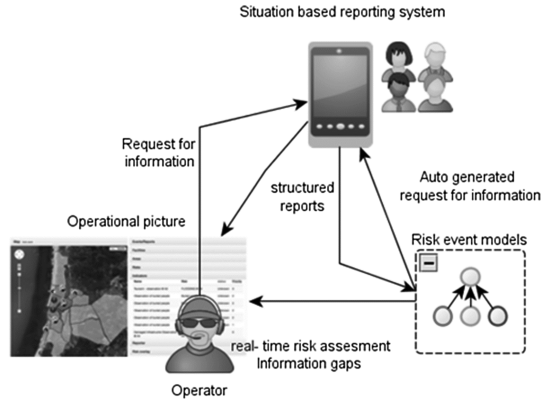 Situation based reporting system
Request for
information
structured
reports
Auto generated
request for information
Operational picture
Risk event models
real- time risk assesment
Information gaps
Operator